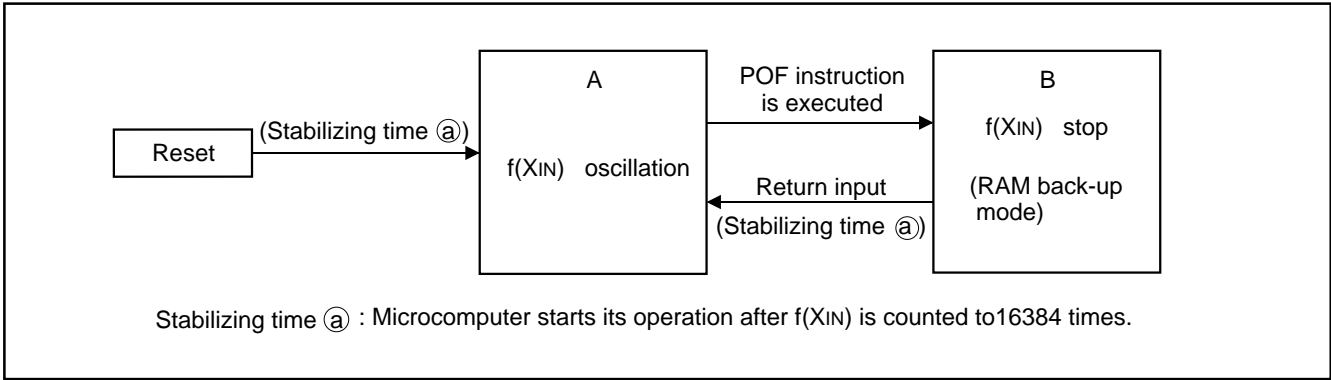 Reset
(Stabilizing time ⓐ)
A
f(XIN) oscillation
POF instruction
is executed
Return input
(Stabilizing time ⓐ)
B
f(XIN) stop
(RAM back-up
mode)
Stabilizing time ⓐ : Microcomputer starts its operation after f(XIN) is counted to16384 times.